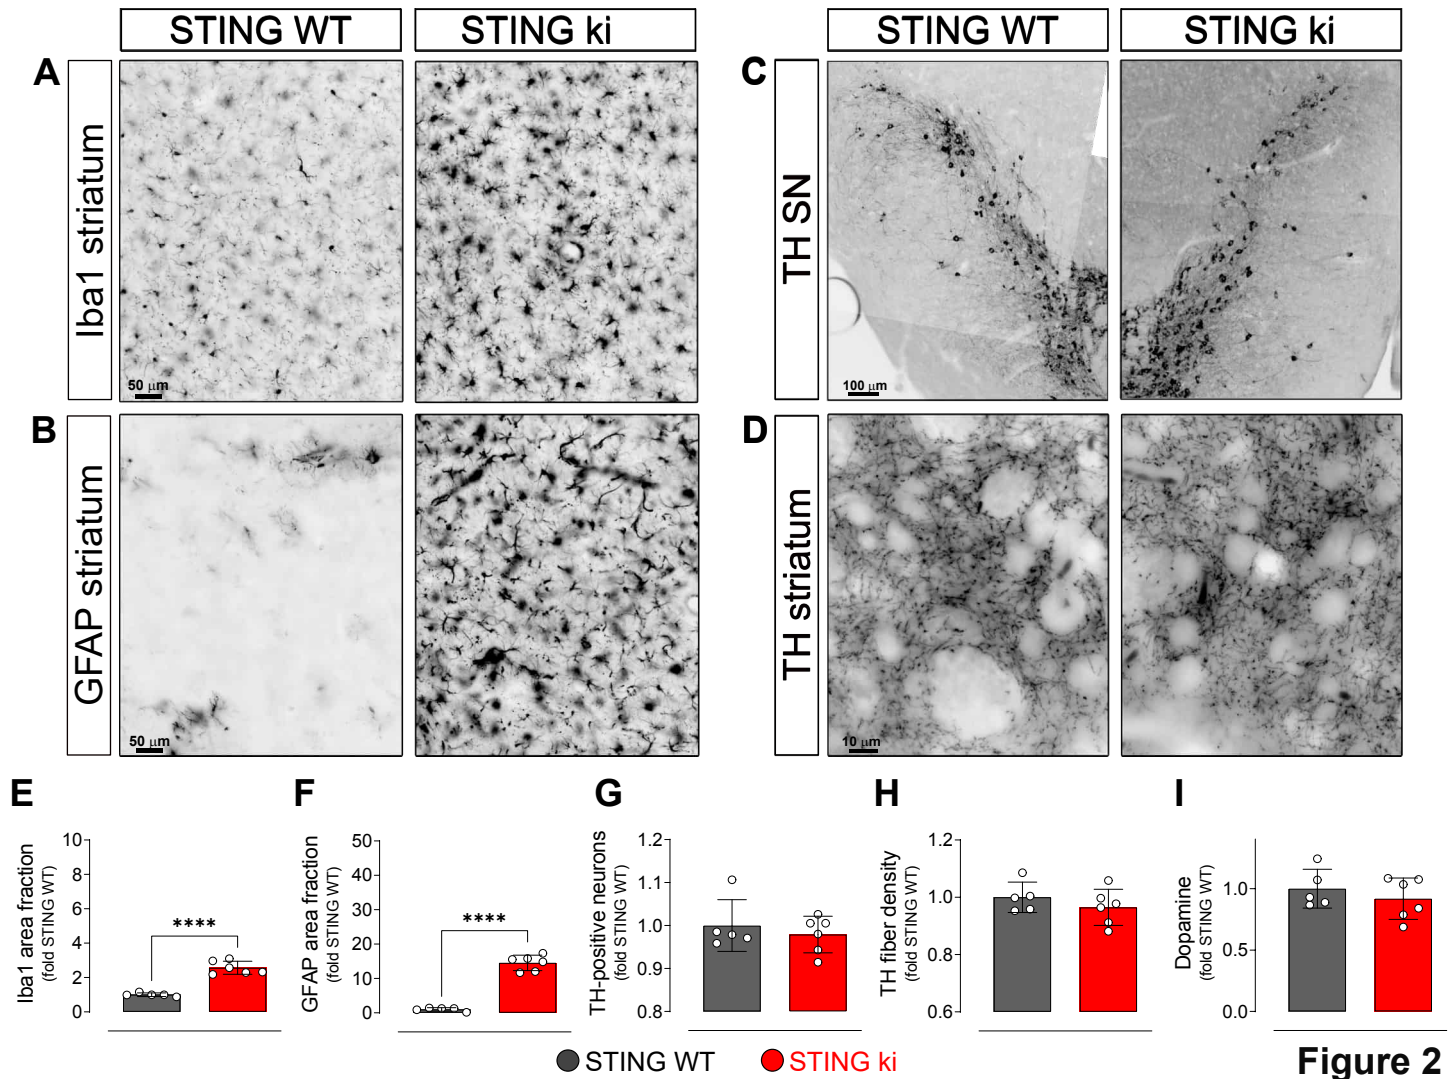 STING WT
STING ki
STING WT
STING ki
A
Iba1 striatum
50 µm
C
TH SN
100 µm
B
GFAP striatum
50 µm
D
TH striatum
10 µm
E
Iba1 area fraction
(fold STING WT)
10
8
6
4
2
0
****
F
GFAP area fraction
(fold STING WT)
50
40
30
20
10
0
****
G
TH-positive neurons
(fold STING WT)
1.2
1.1
1.0
0.9
0.8
H
TH fiber density
(fold STING WT)
1.2
1.0
0.8
0.6
I
Dopamine
(fold STING WT)
1.0
0.5
0.0
STING WT
STING ki
Figure 2